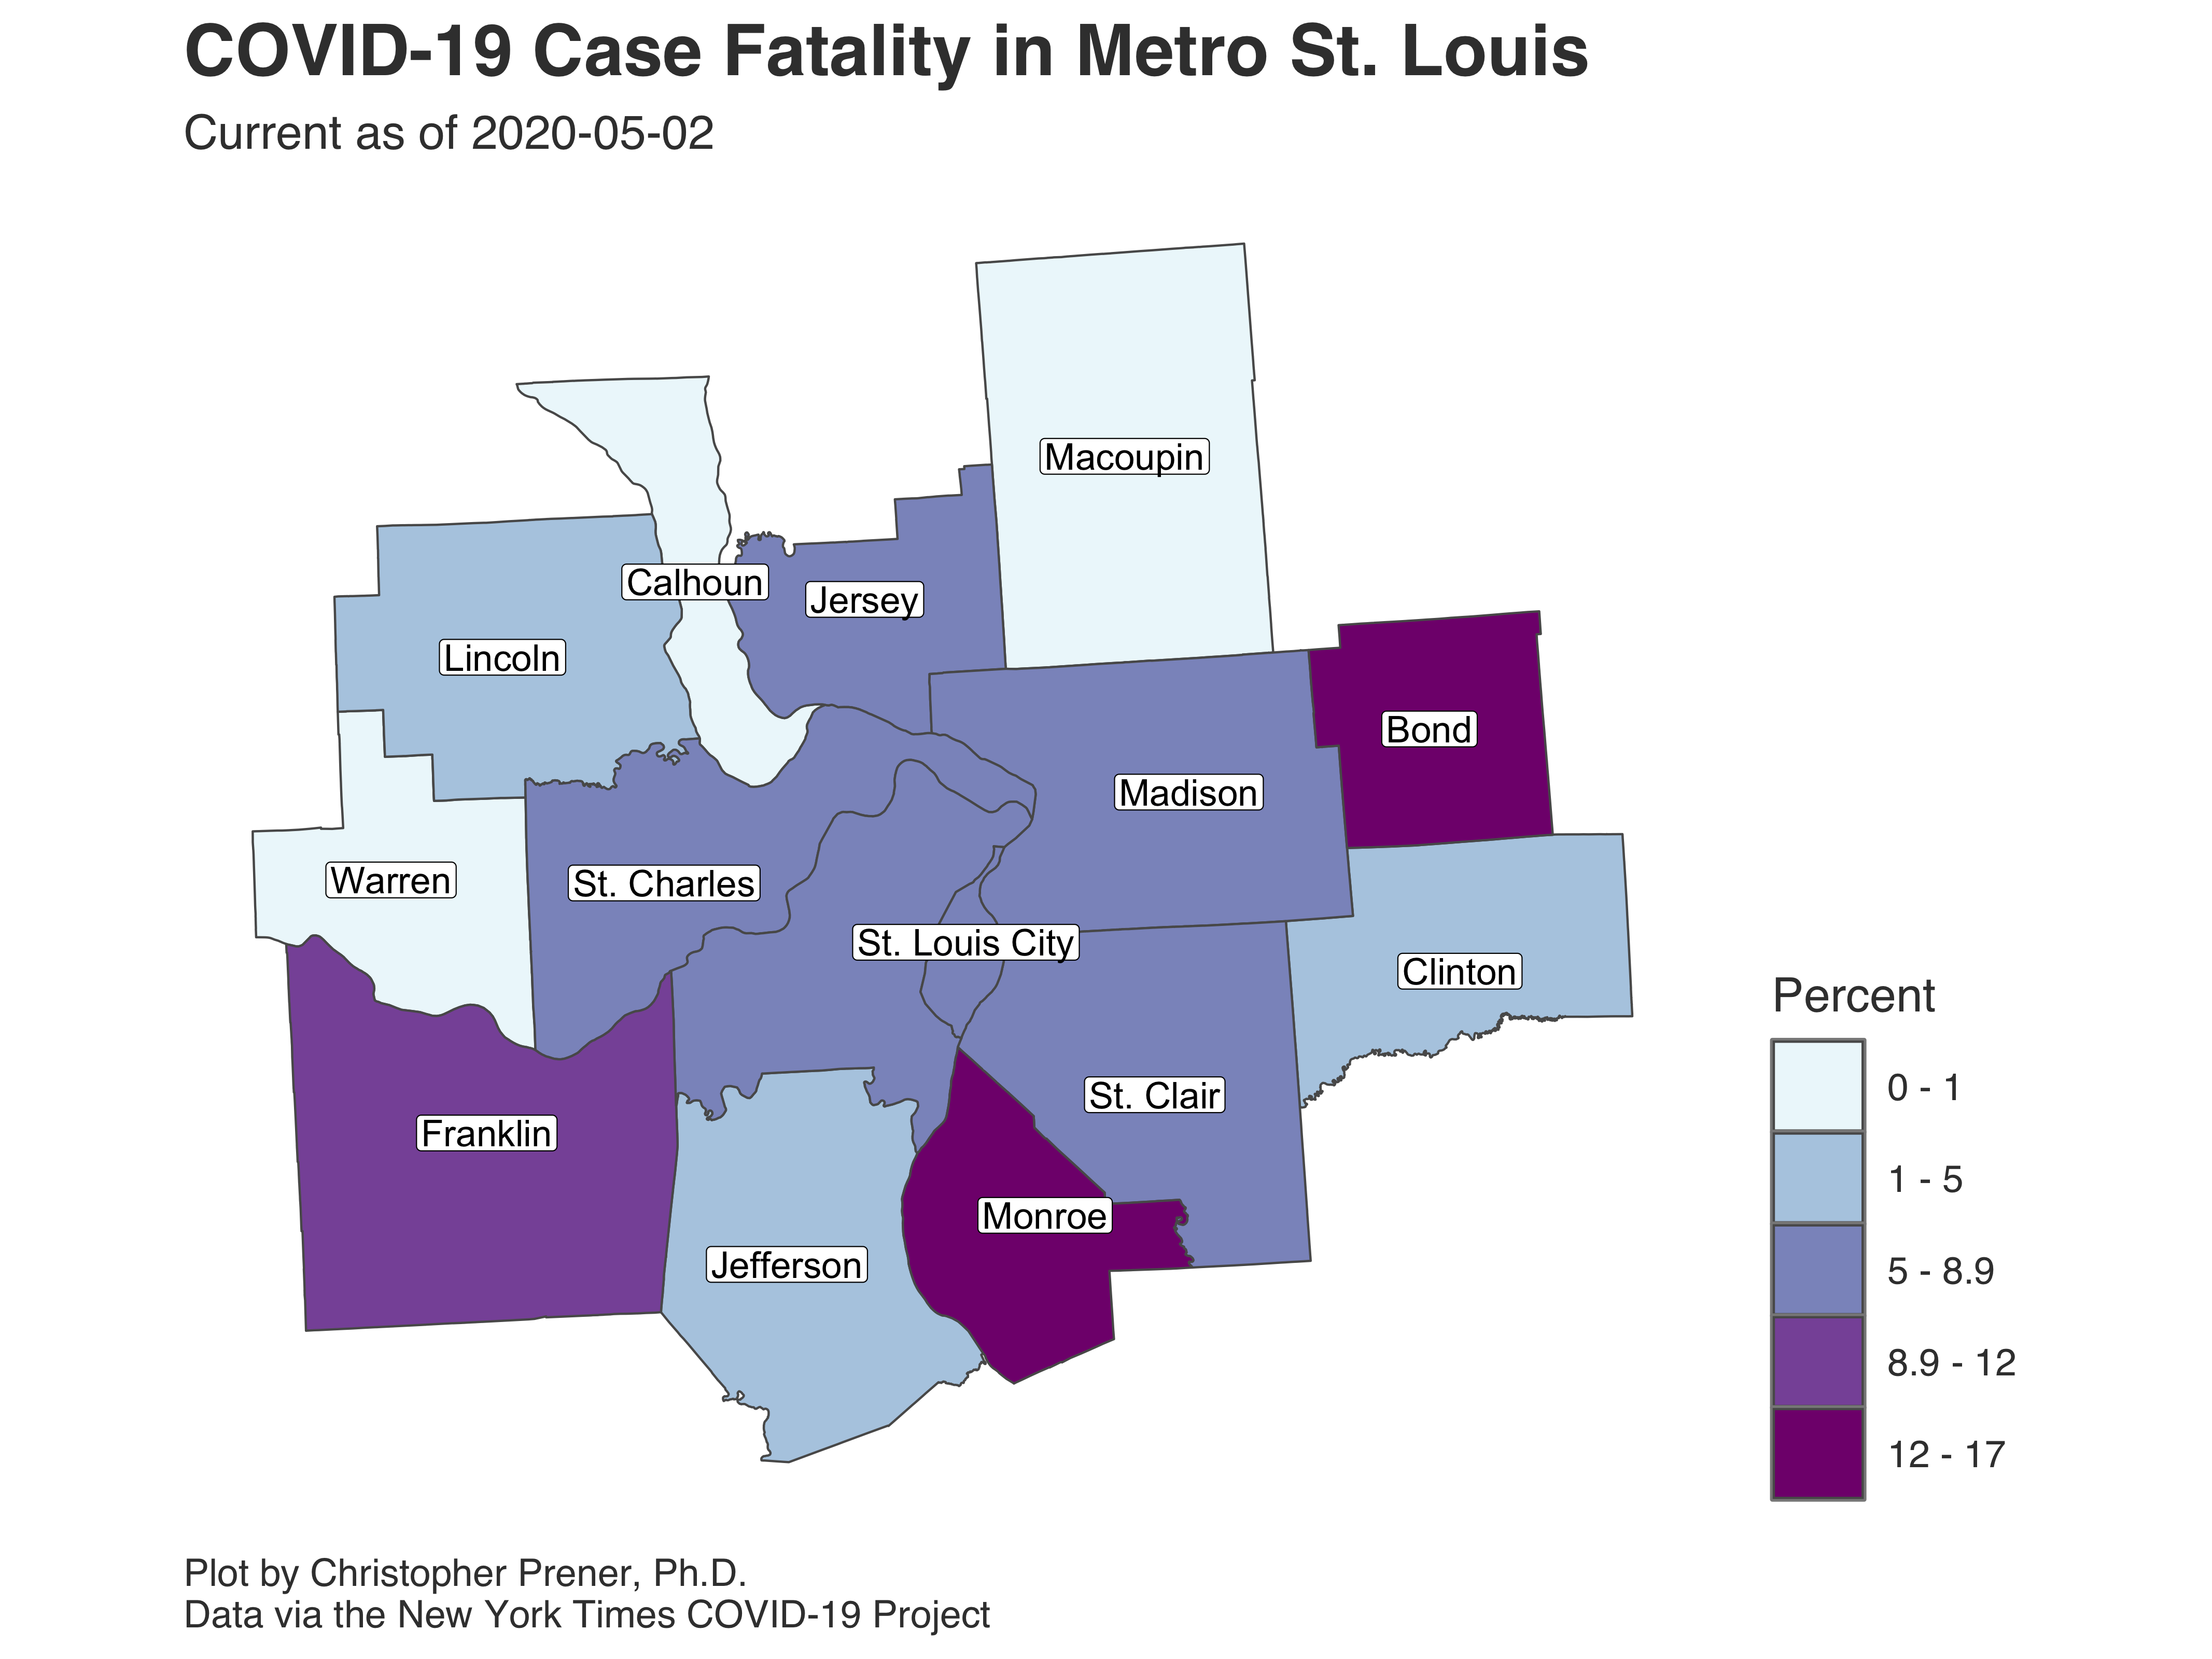 COVID-19 Case Fatality in Metro St. Louis
Current as of 2020-05-02
Macoupin
Calhoun
Jersey
Lincoln
Bond
Madison
Warren
St. Charles
St. Louis City
Clinton
St. Clair
Franklin
Monroe
Jefferson
Percent
0 - 1
1 - 5
5 - 8.9
8.9 - 12
12 - 17
Plot by Christopher Prener, Ph.D.
Data via the New York Times COVID-19 Project